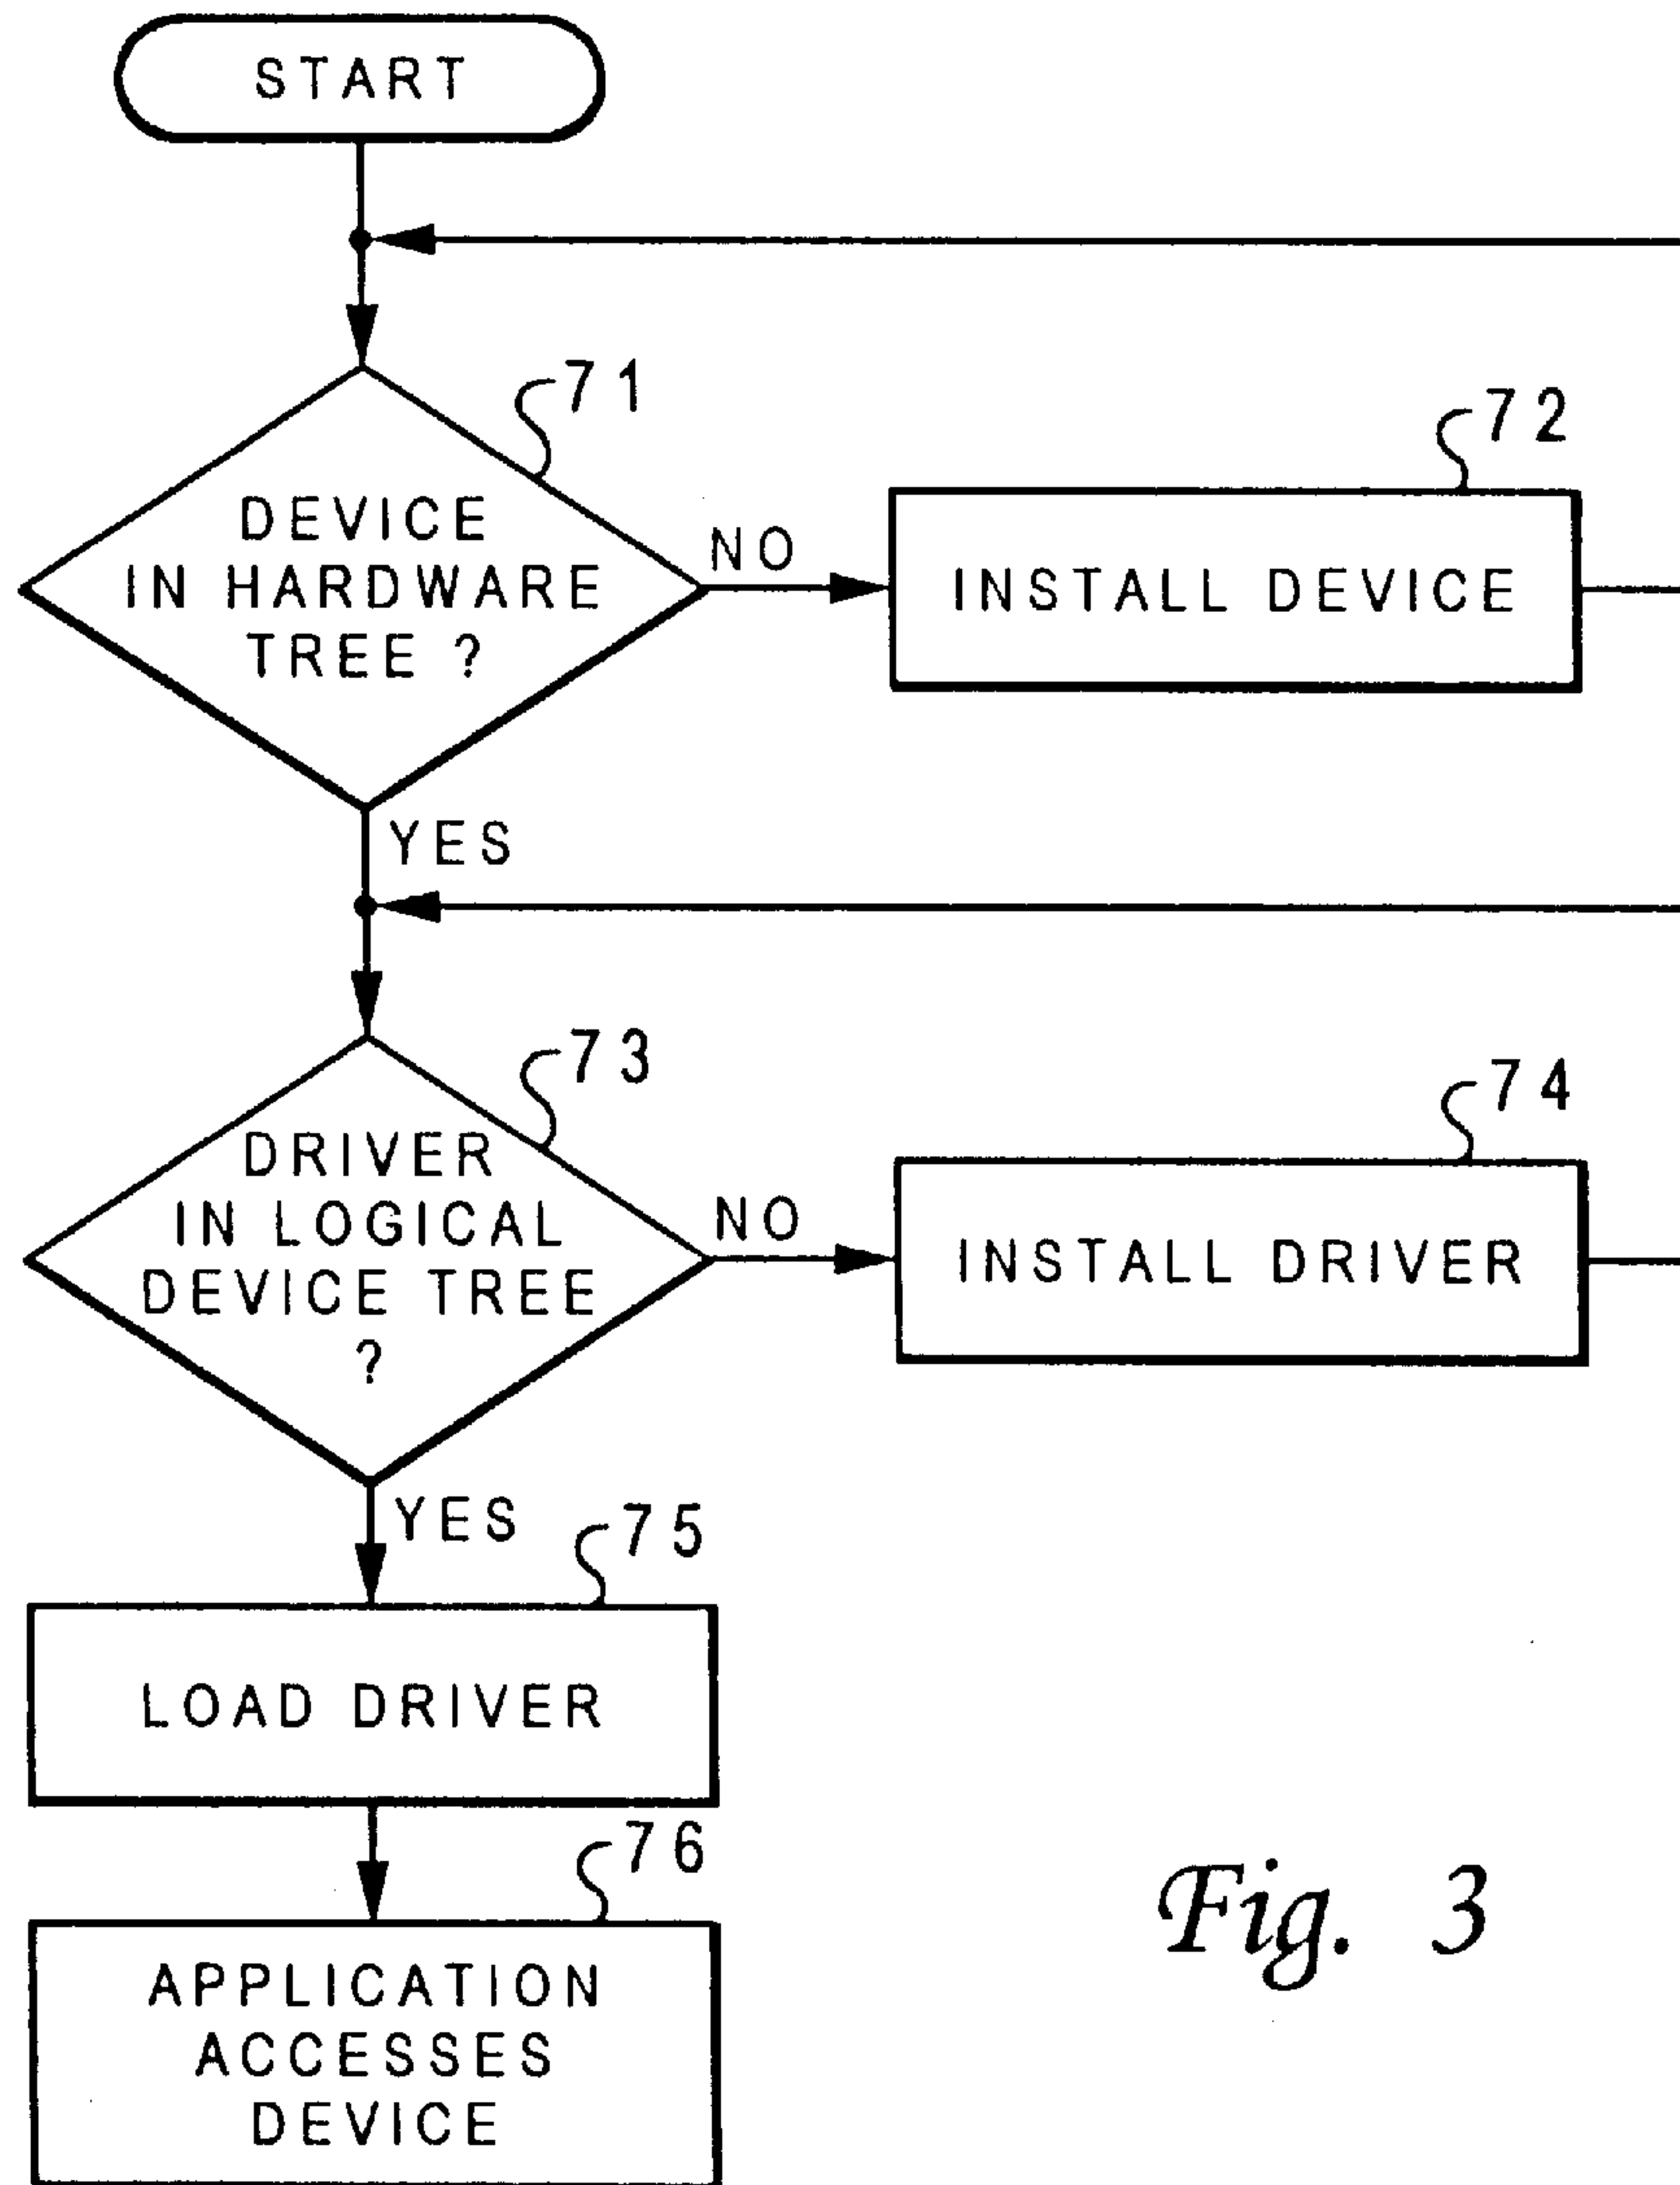 START
71
DEVICE
IN HARDWARE
TREE ?
NO
72
INSTALL DEVICE
YES
73
DRIVER
IN LOGICAL
DEVICE TREE
?
NO
74
INSTALL DRIVER
YES
75
LOAD DRIVER
76
APPLICATION
ACCESSES
DEVICE
Fig. 3